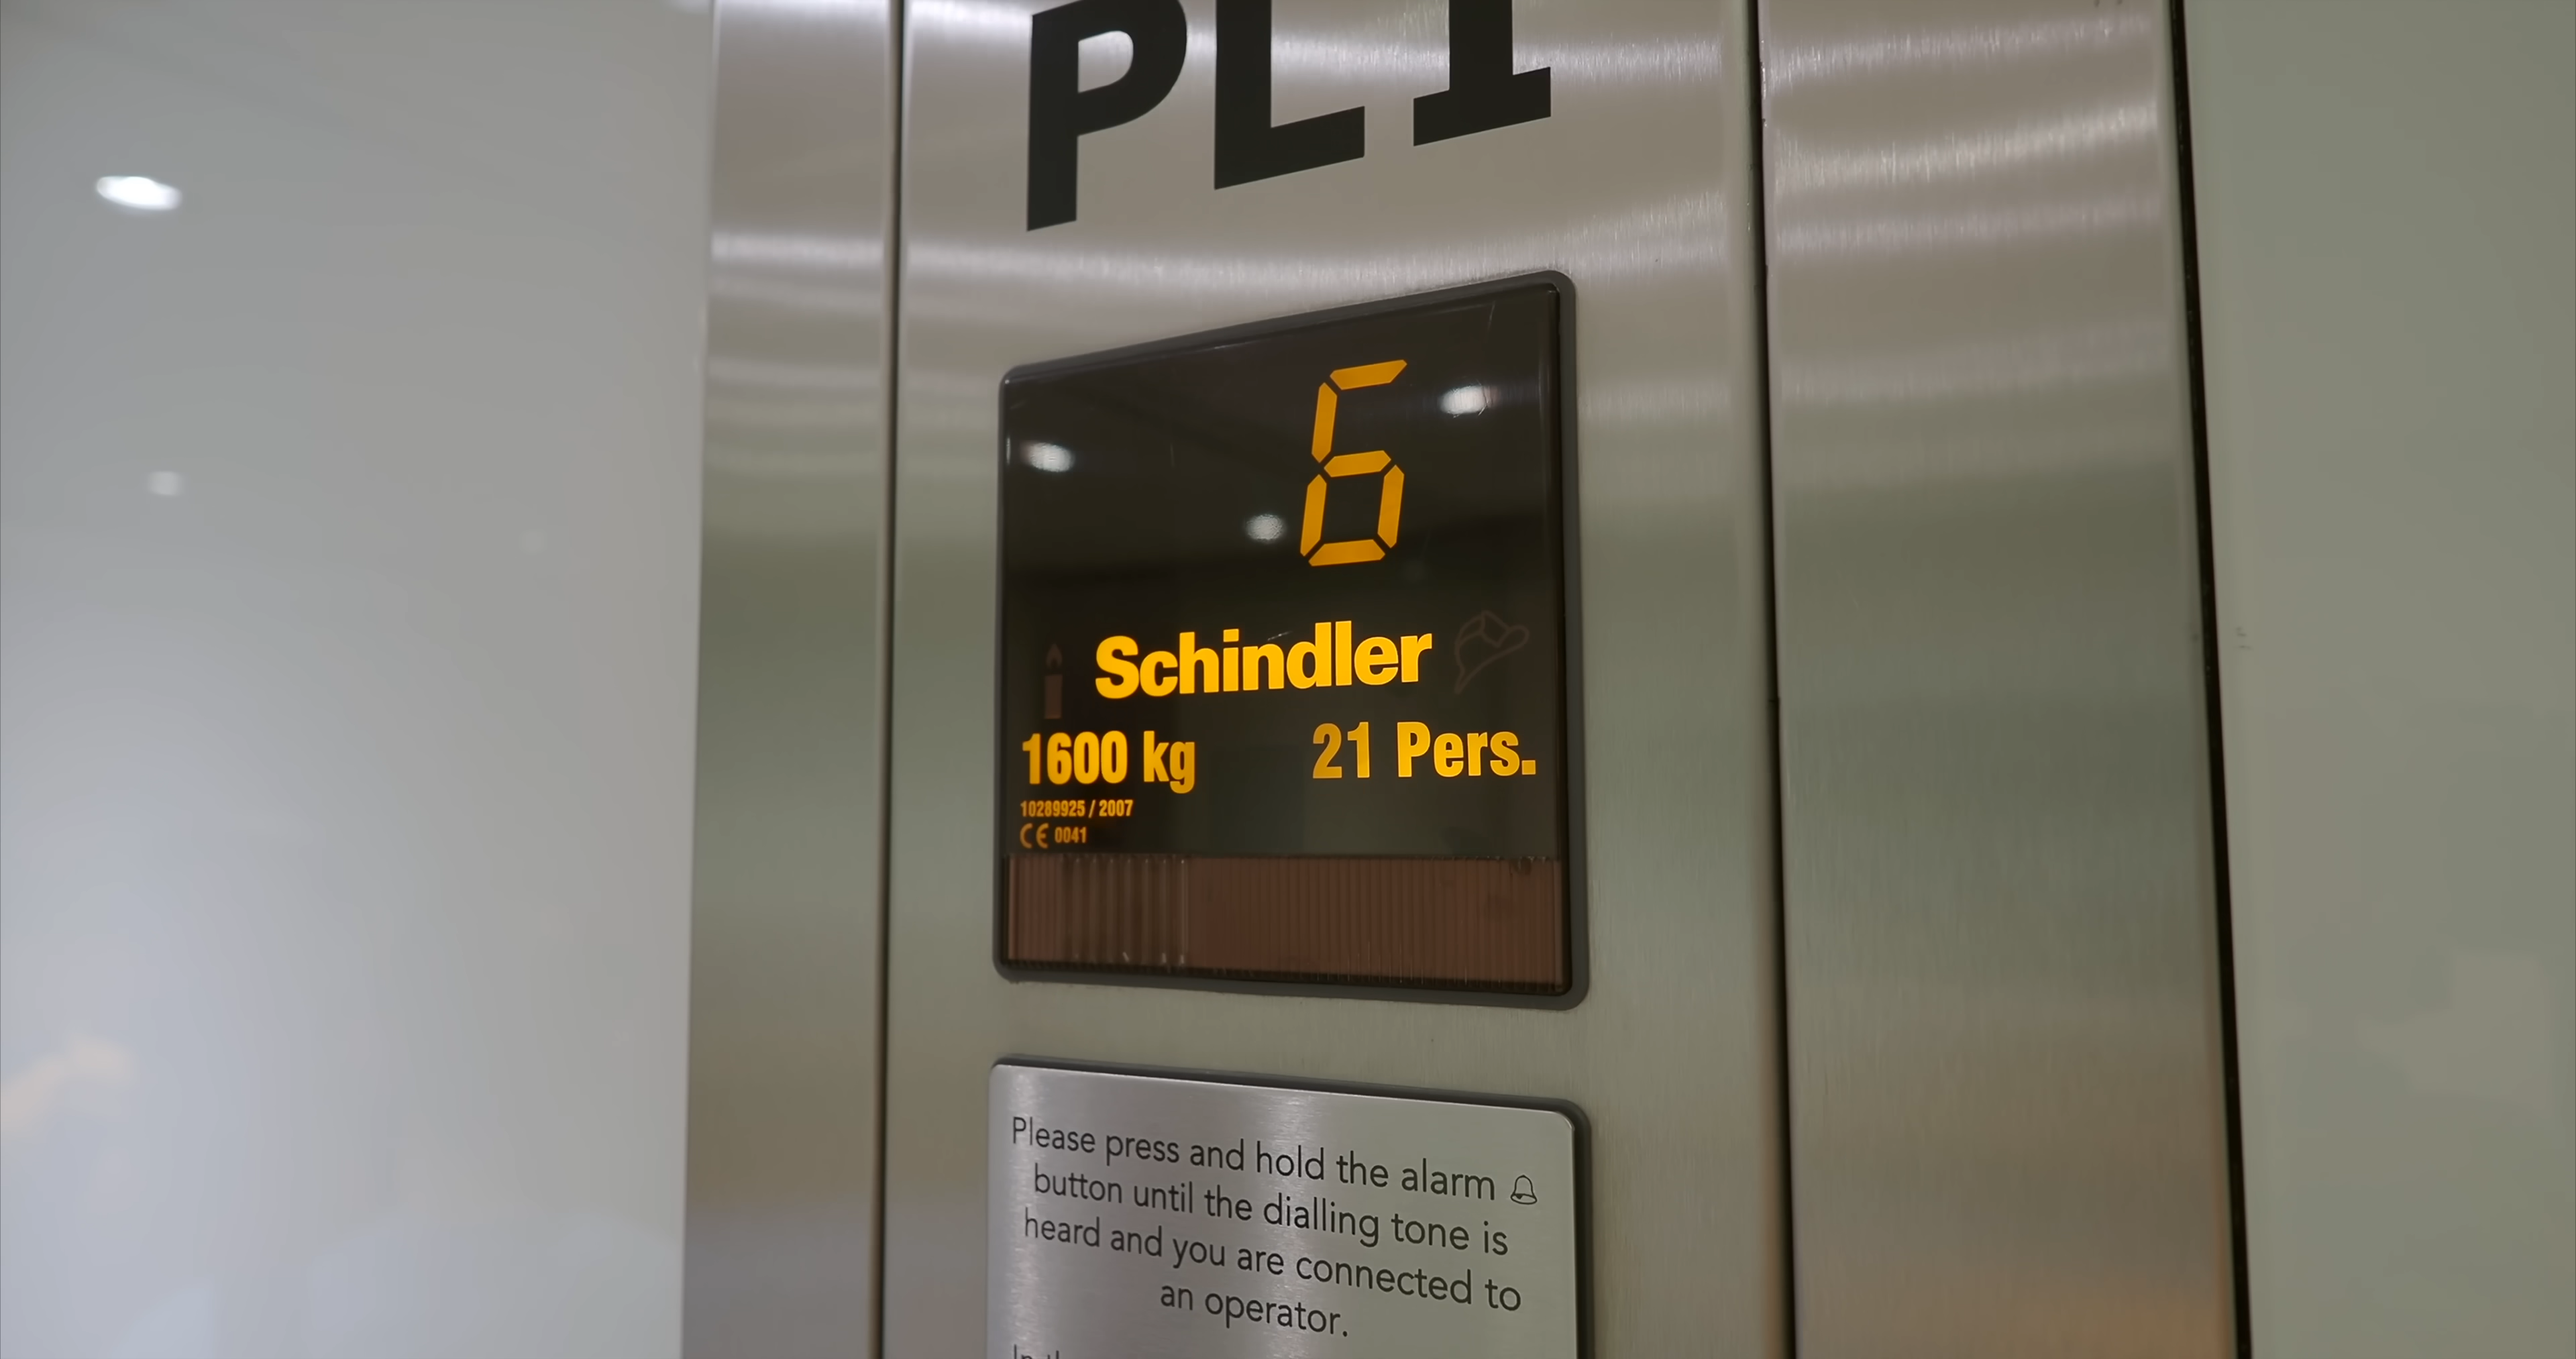 PL1
6
Schindler
1600 kg 21 Pers.
10289925 / 2007
CE 0041
Please press and hold the alarm
button until the dialling tone is
heard and you are connected to
an operator.